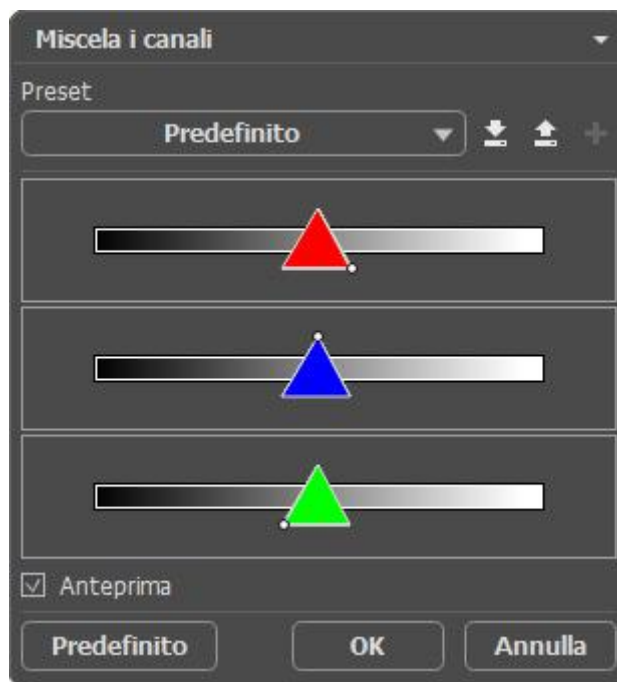 Miscela i canali
Preset
Predefinito
Anteprima
Predefinito OK Annulla